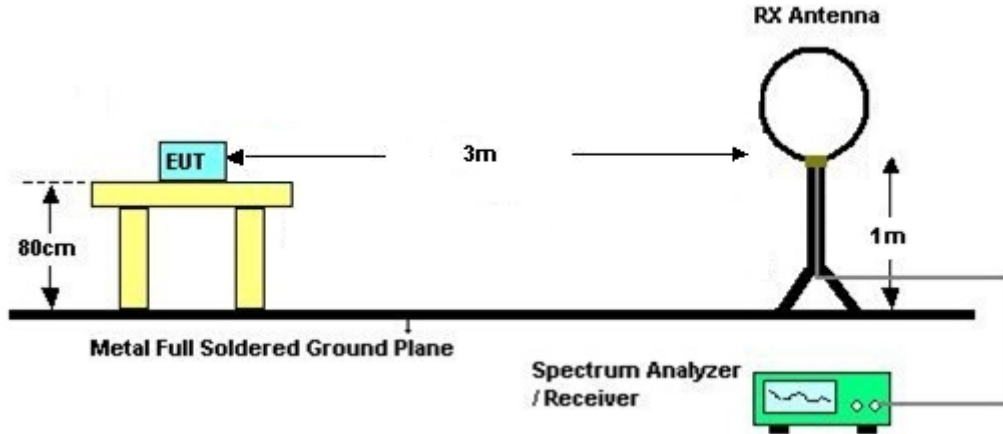 RX Antenna
EUT
3m
80cm
1m
Metal Full Soldered Ground Plane
Spectrum Analyzer
/ Receiver